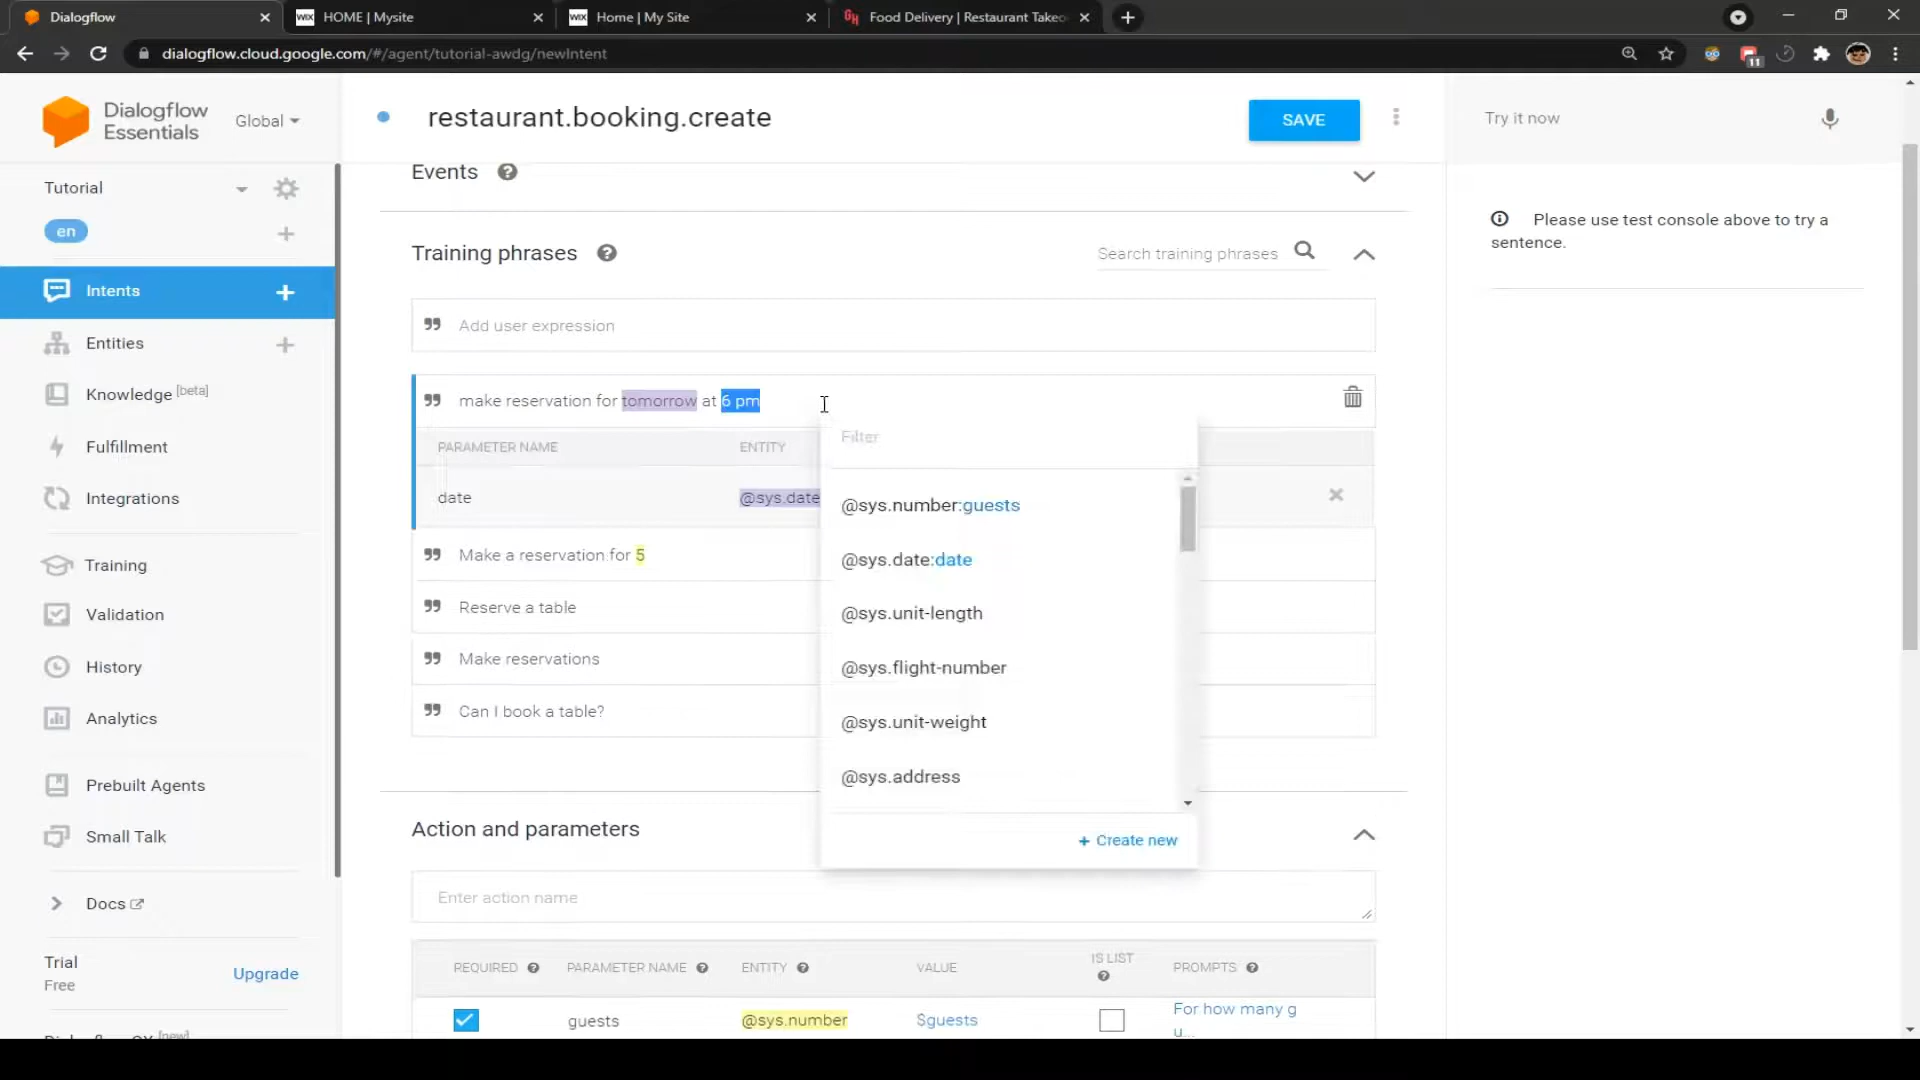 Dialogflow
WIX HOME | Mysite
WIX Home | My Site
GH Food Delivery | Restaurant Takeo
dialogflow.cloud.google.com/#/agent/tutorial-awdg/newIntent
11
Dialogflow
Essentials
Global
restaurant.booking.create
SAVE
Try it now
Tutorial
en
Intents
Entities
Knowledge [beta]
Fulfillment
Integrations
Training
Validation
History
Analytics
Prebuilt Agents
Small Talk
Docs
Trial
Free
Upgrade
[new]
Events
Training phrases
Search training phrases
Add user expression
make reservation for tomorrow at 6 pm
PARAMETER NAME ENTITY
date @sys.date
Make a reservation for 5
Reserve a table
Make reservations
Can I book a table?
Filter
@sys.number:guests
@sys.date:date
@sys.unit-length
@sys.flight-number
@sys.unit-weight
@sys.address
+ Create new
Action and parameters
Enter action name
REQUIRED PARAMETER NAME ENTITY VALUE IS LIST PROMPTS
guests @sys.number $guests For how many g
u...
Please use test console above to try a
sentence.